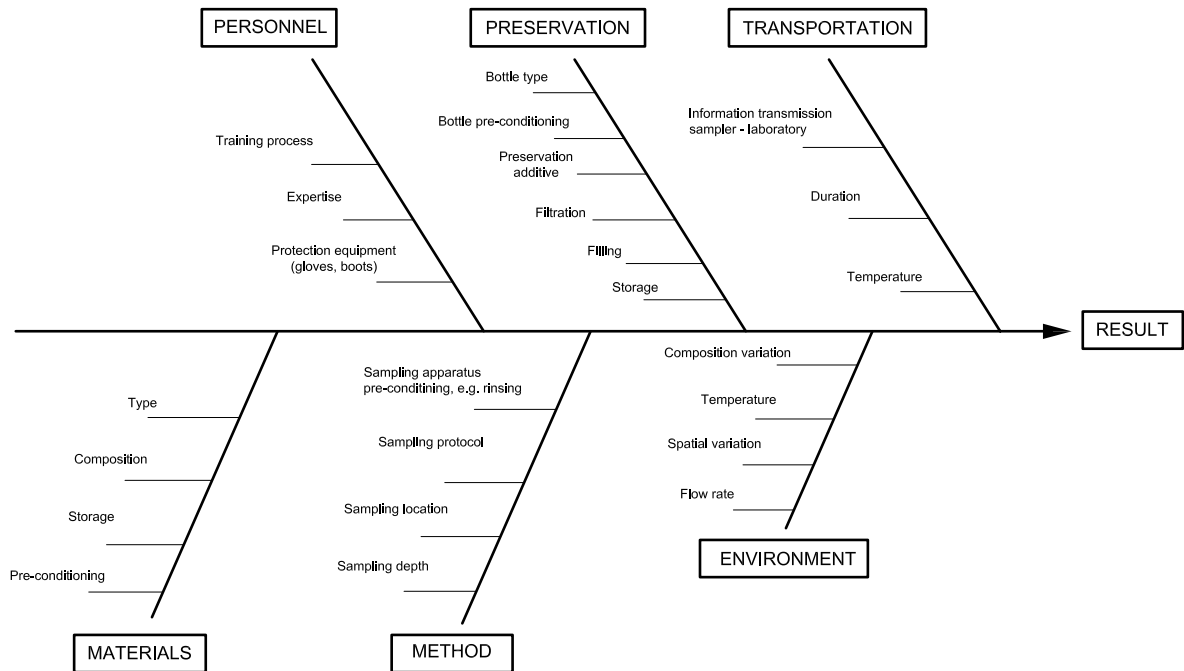 PERSONNEL
PRESERVATION
TRANSPORTATION
Training process
Expertise
Protection equipment
(gloves, boots)
Bottle type
Bottle pre-conditioning
Preservation
additive
Filtration
Filling
Storage
Information transmission
sampler - laboratory
Duration
Temperature
RESULT
Type
Composition
Storage
Pre-conditioning
MATERIALS
Sampling apparatus
pre-conditining, e.g. rinsing
Sampling protocol
Sampling location
Sampling depth
METHOD
Composition variation
Temperature
Spatial variation
Flow rate
ENVIRONMENT